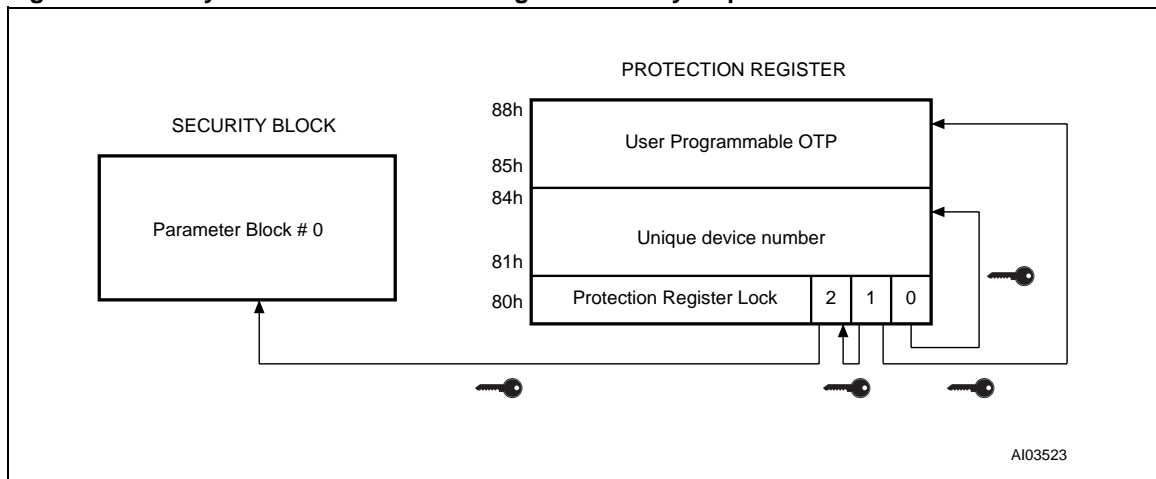 PROTECTION REGISTER
SECURITY BLOCK
88h
User Programmable OTP
85h
84h
Parameter Block # 0
Unique device number
81h
80h
Protection Register Lock 2 1 0
AI03523